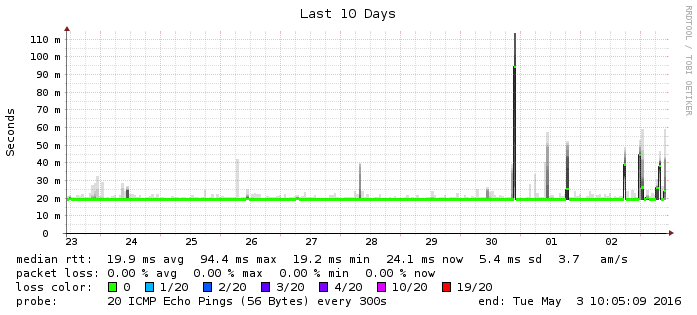 Last 10 Days
RRDTOOL / TOBI OETIKER
Seconds
110 m
100 m
90 m
80 m
70 m
60 m
50 m
40 m
30 m
20 m
10 m
0
23 24 25 26 27 28 29 30 01 02
median rtt: 19.9 ms avg 94.4 ms max 19.2 ms min 24.1 ms now 5.4 ms sd 3.7 am/s
packet loss: 0.00 % avg 0.00 % max 0.00 % min 0.00 % now
loss color: 0 1/20 2/20 3/20 4/20 10/20 19/20
probe: 20 ICMP Echo Pings (56 Bytes) every 300s end: Tue May 3 10:05:09 2016